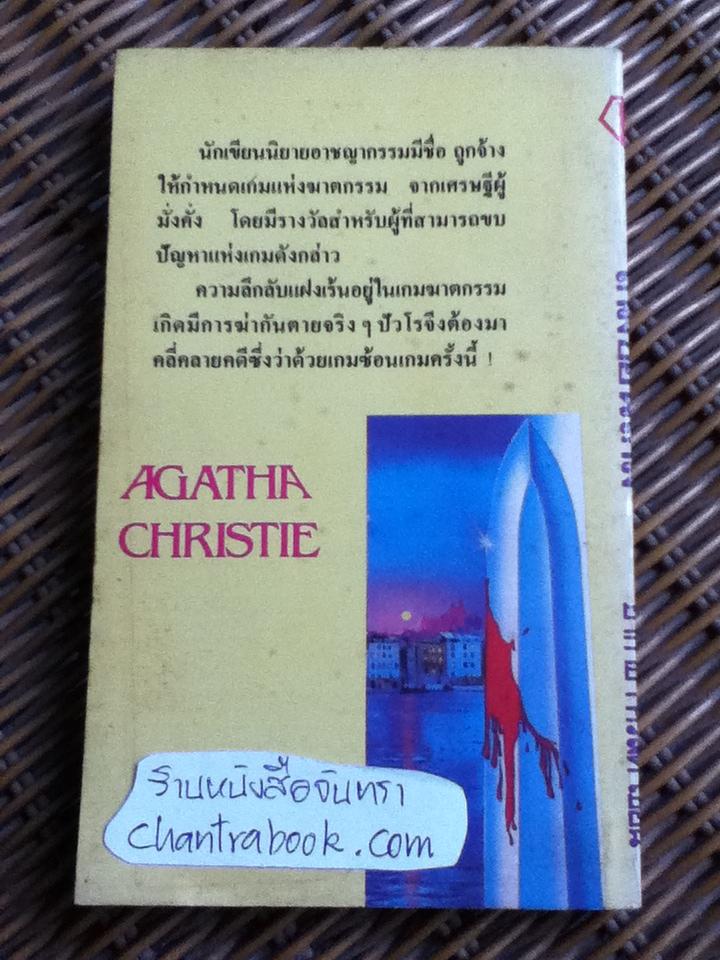 นักเขียนนิยายอาชญากรรมมีชื่อ ถูกจ้าง
ให้กำหนดเกมแห่งฆาตกรรม จากเศรษฐีผู้
มั่งคั่ง โดยมีรางวัลสำหรับผู้ที่สามารถขบ
ปัญหาแห่งเกมดังกล่าว
ความลึกลับแฝงเร้นอยู่ในเกมฆาตกรรม
เกิดมีการฆ่ากันตายจริง ๆ ปัวโรจึงต้องมา
คลี่คลายคดีซึ่งว่าด้วยเกมซ้อนเกมครั้งนี้ !
AGATHA
CHRISTIE
ร้านหนังสือจันทรา
chantrabook.com